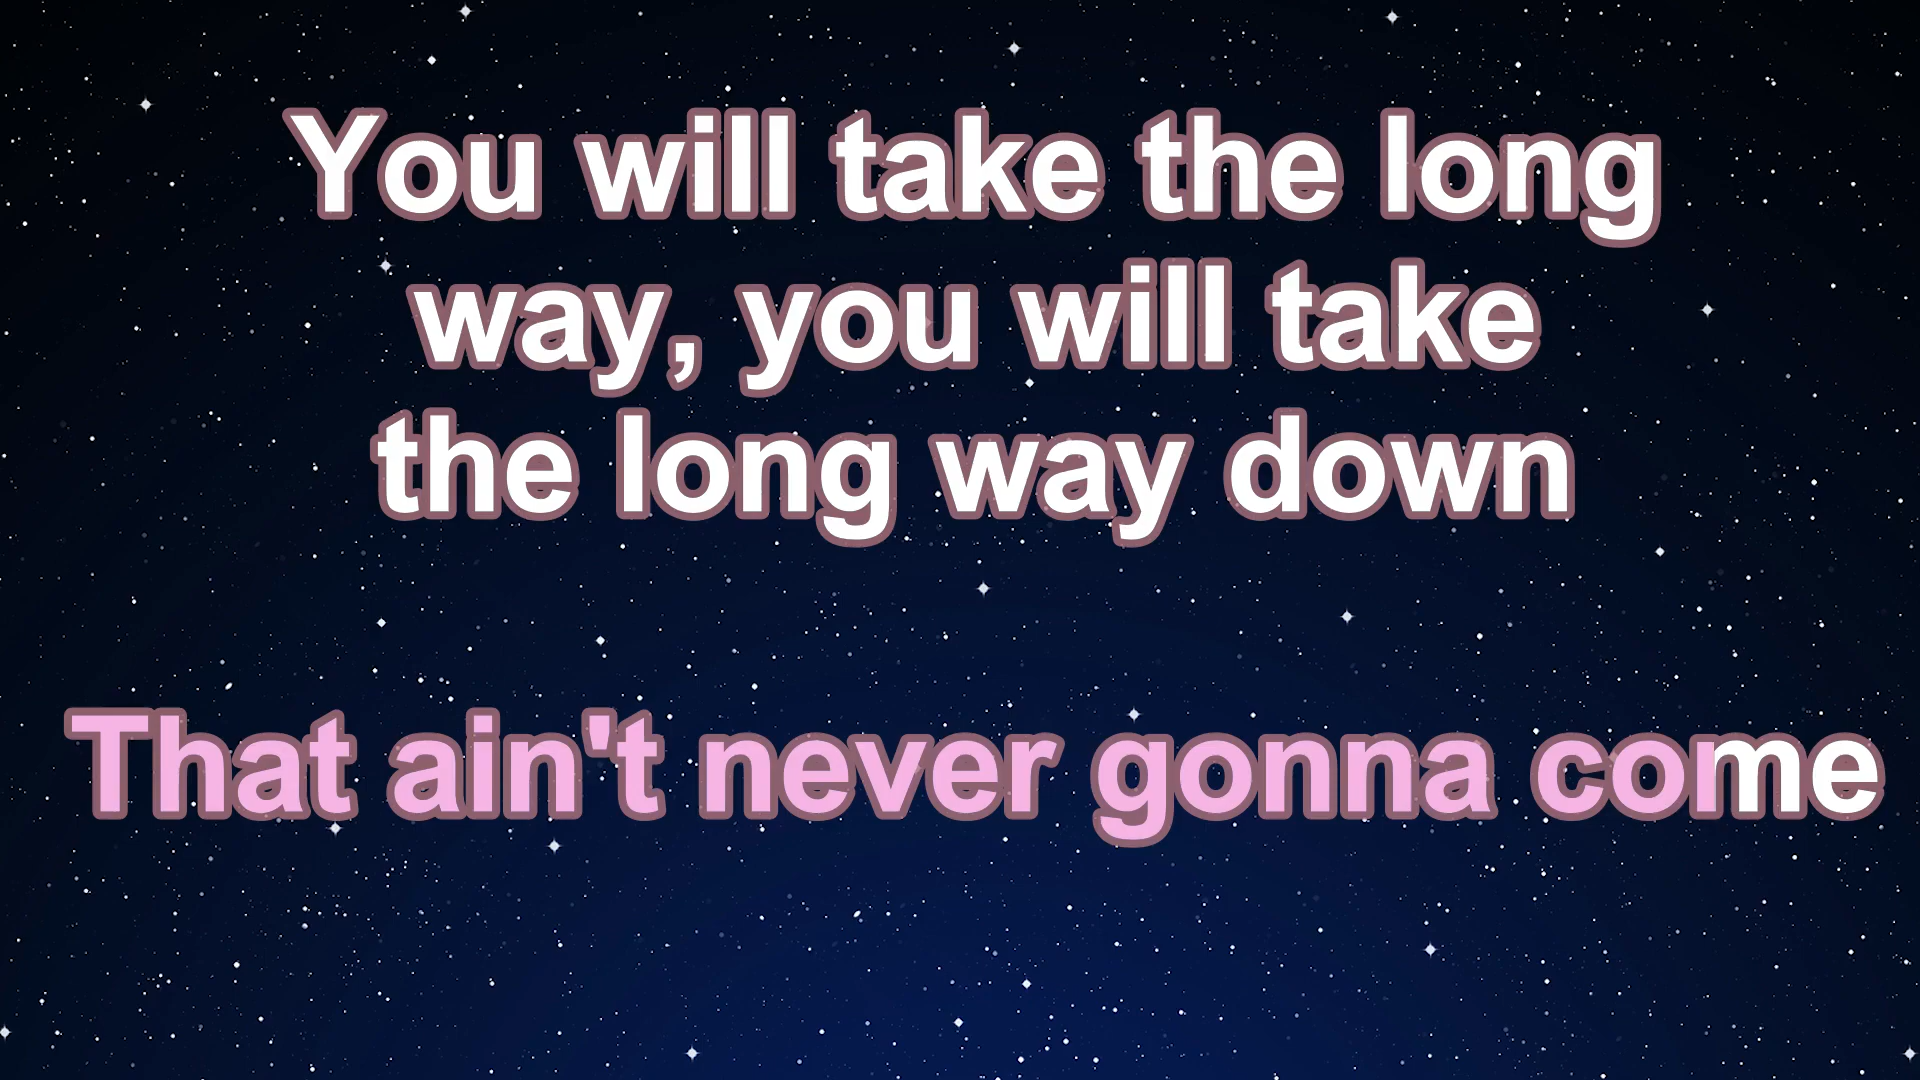 You will take the long
way, you will take
the long way down
That ain't never gonna come